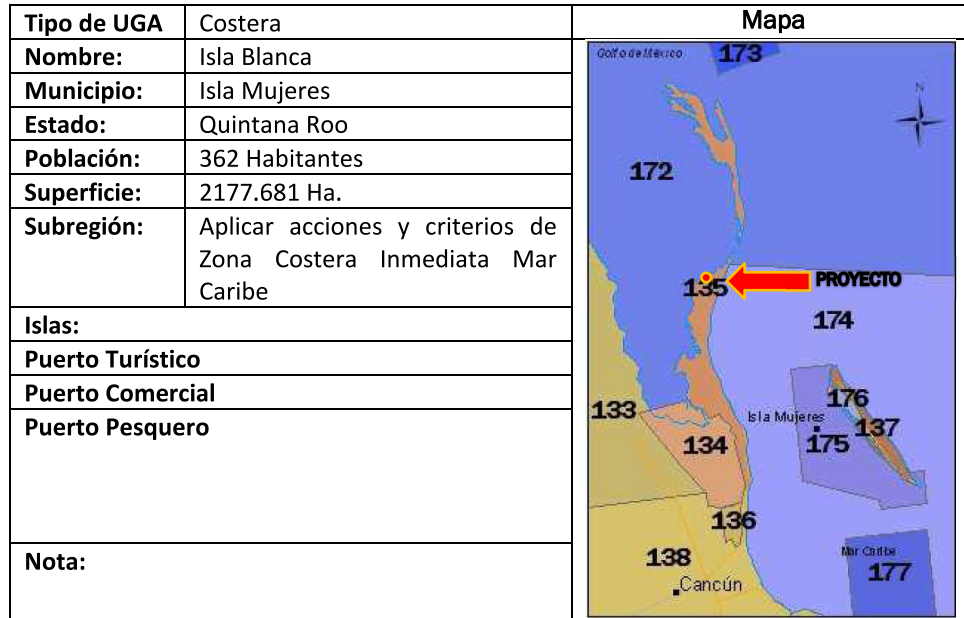 Tipo de UGA Costera Mapa
Nombre: Isla Blanca
Municipio: Isla Mujeres
Estado: Quintana Roo
Población: 362 Habitantes
Superficie: 2177.681 Ha.
Subregión: Aplicar acciones y criterios de
Zona Costera Inmediata Mar
Caribe
Islas:
Puerto Turístico
Puerto Comercial
Puerto Pesquero
Nota:
Golfo de México
173
N
172
135
PROYECTO
174
133
176
Isla Mujeres
137
134
175
136
Mar Caribe
138
177
Cancún